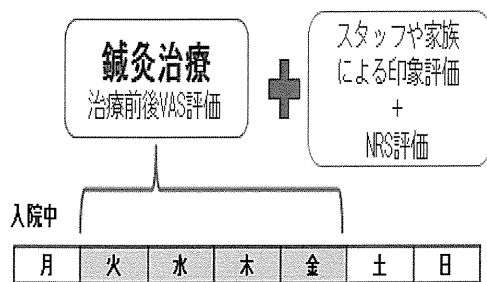 鍼灸治療
治療前後VAS評価
スタッフや家族
による印象評価
+
NRS評価
入院中
月 火 水 木 金 土 日